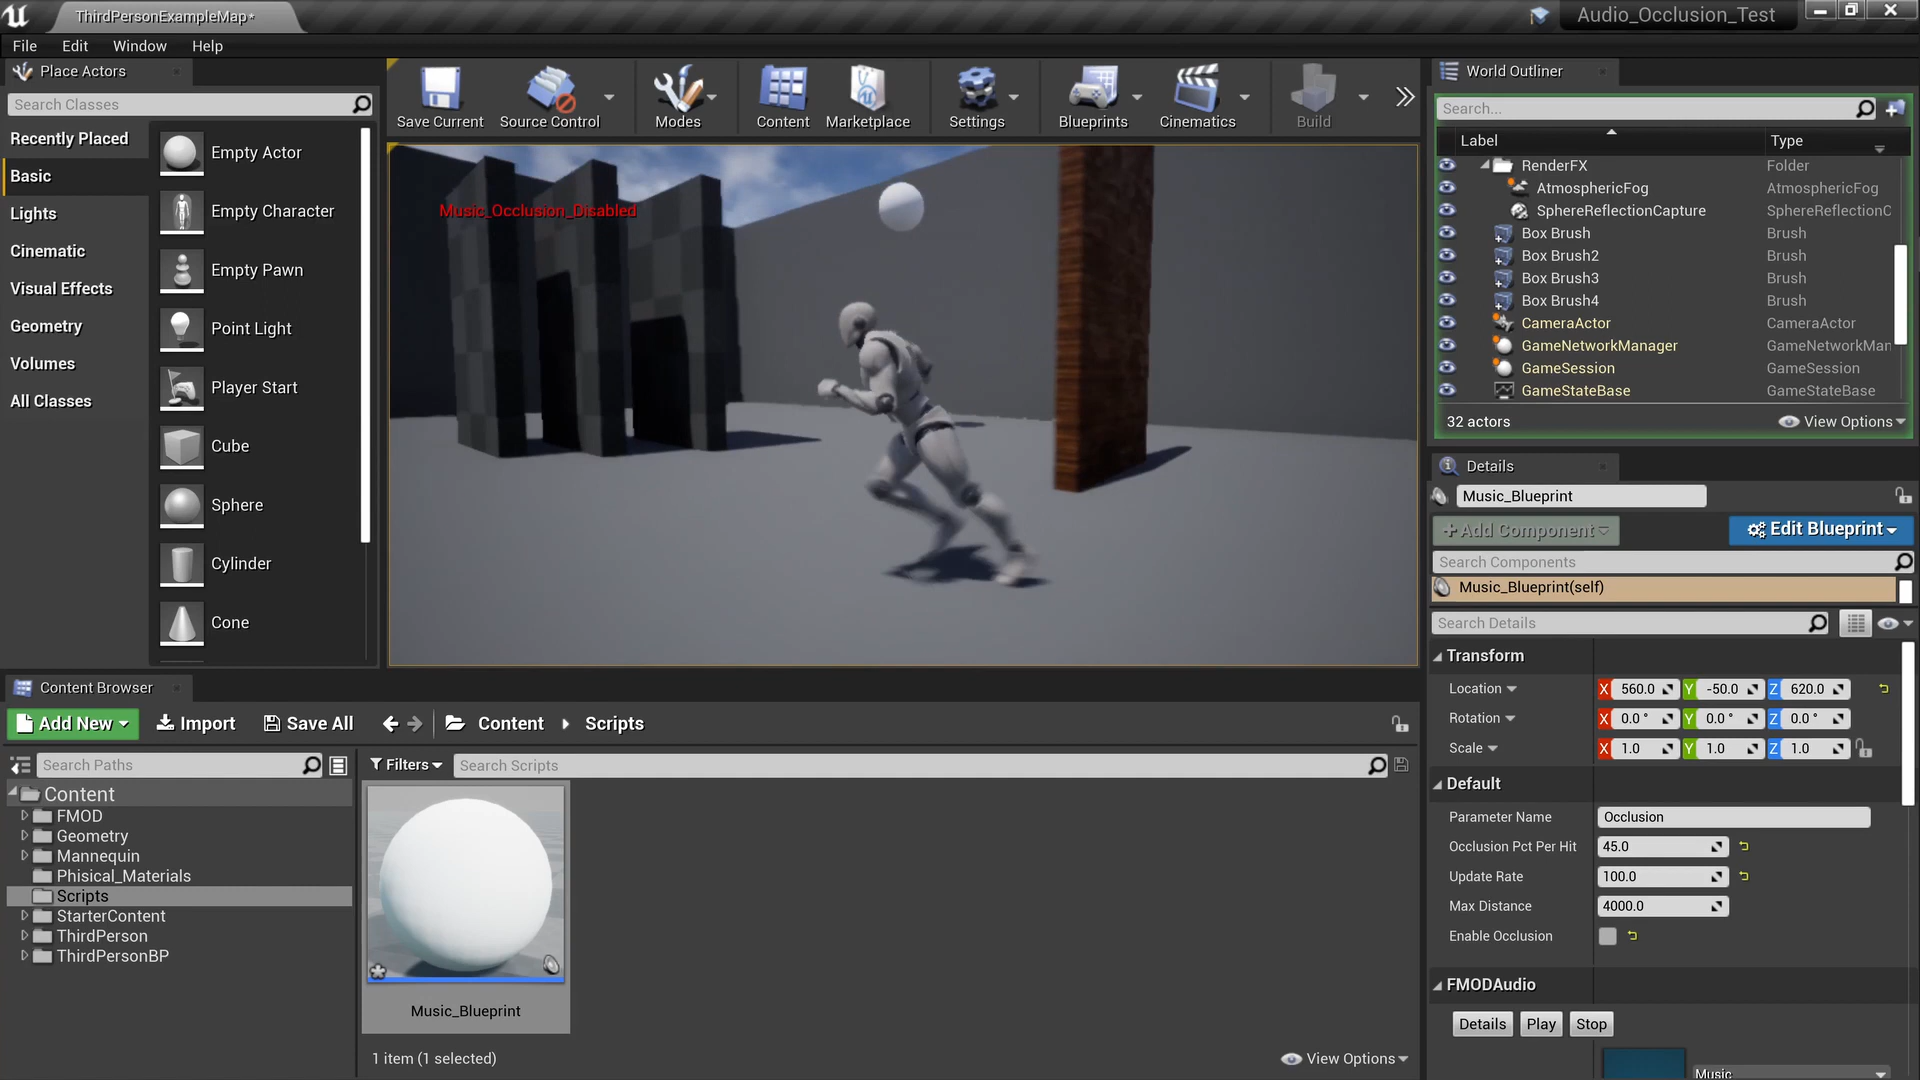 ThirdPersonExampleMap*
Audio_Occlusion_Test
File Edit Window Help
Place Actors
Search Classes
Recently Placed
Basic
Lights
Cinematic
Visual Effects
Geometry
Volumes
All Classes
Empty Actor
Empty Character
Empty Pawn
Point Light
Player Start
Cube
Sphere
Cylinder
Cone
Save Current Source Control Modes Content Marketplace Settings Blueprints Cinematics Build
Music_Occlusion_Disabled
World Outliner
Search...
Label Type
RenderFX Folder
AtmosphericFog AtmosphericFog
SphereReflectionCapture SphereReflectionC
Box Brush Brush
Box Brush2 Brush
Box Brush3 Brush
Box Brush4 Brush
CameraActor CameraActor
GameNetworkManager GameNetworkMan
GameSession GameSession
GameStateBase GameStateBase
32 actors View Options
Details
Music_Blueprint
+Add Component Edit Blueprint
Search Components
Music_Blueprint(self)
Search Details
Transform
Location X 560.0 Y -50.0 Z 620.0
Rotation X 0.0 ° Y 0.0 ° Z 0.0 °
Scale X 1.0 Y 1.0 Z 1.0
Default
Parameter Name Occlusion
Occlusion Pct Per Hit 45.0
Update Rate 100.0
Max Distance 4000.0
Enable Occlusion
FMODAudio
Details Play Stop
Music
Content Browser
Add New Import Save All Content Scripts
Search Paths
Filters Search Scripts
Content
FMOD
Geometry
Mannequin
Phisical_Materials
Scripts
StarterContent
ThirdPerson
ThirdPersonBP
Music_Blueprint
1 item (1 selected) View Options